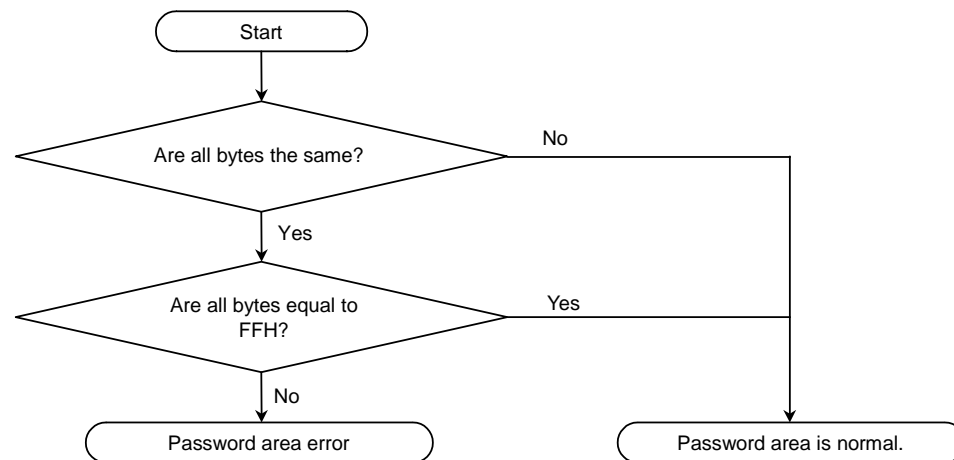 Start
Are all bytes the same?
No
Yes
Are all bytes equal to
FFH?
Yes
No
Password area error
Password area is normal.